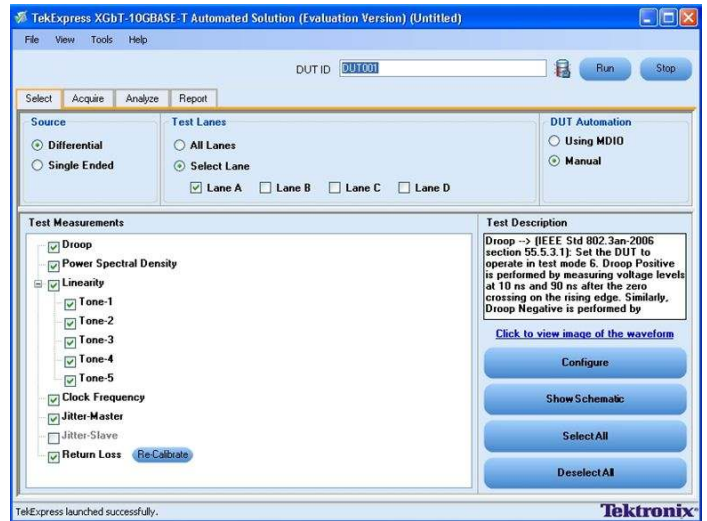 TekExpress XGbT-10GBASE-T Automated Solution (Evaluation Version) (Untitled)
File View Tools Help
DUT ID DUT001 Run Stop
Select Acquire Analyze Report
Source
Differential
Single Ended
Test Lanes
All Lanes
Select Lane
Lane A Lane B Lane C Lane D
DUT Automation
Using MDIO
Manual
Test Measurements
Droop
Power Spectral Density
Linearity
Tone-1
Tone-2
Tone-3
Tone-4
Tone-5
Clock Frequency
Jitter-Master
Jitter-Slave
Return Loss Re-Calibrate
Test Description
Droop --> (IEEE Std 802.3an-2006
section 55.5.3.1): Set the DUT to
operate in test mode 6. Droop Positive
is performed by measuring voltage levels
at 10 ns and 90 ns after the zero
crossing on the rising edge. Similarly,
Droop Negative is performed by
Click to view image of the waveform
Configure
Show Schematic
Select All
Deselect All
TekExpress launched successfully.
Tektronix